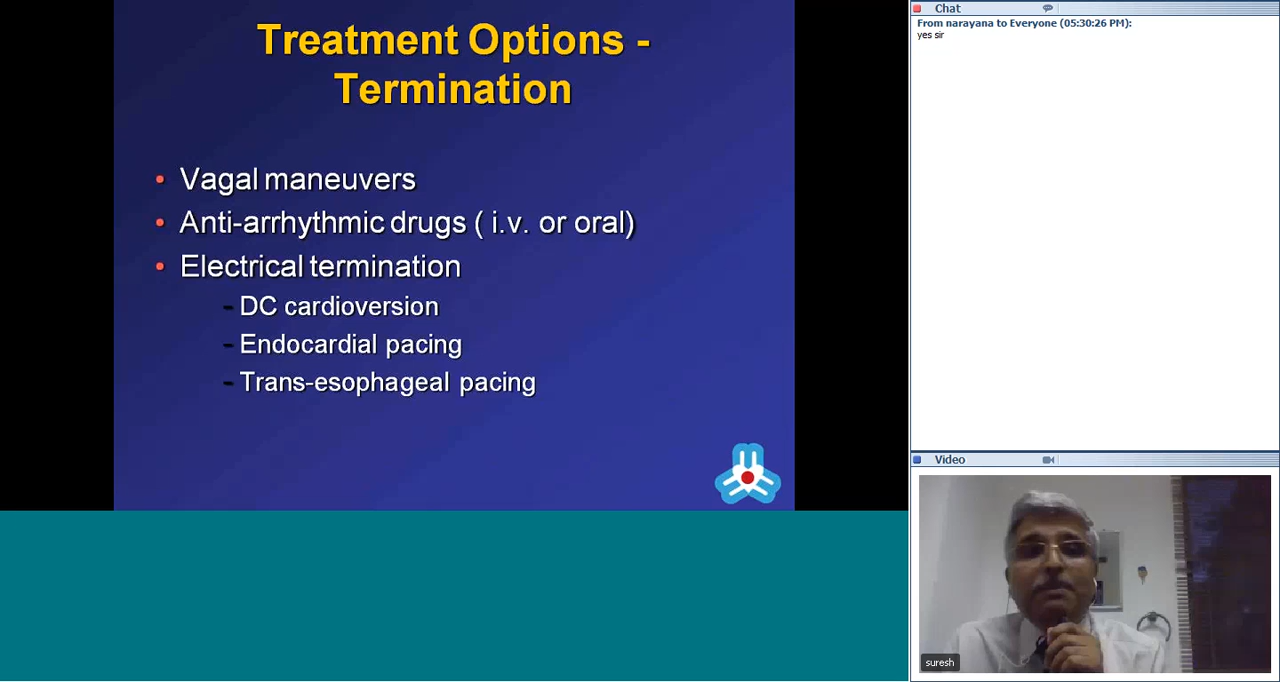 Treatment Options -
Termination
• Vagal maneuvers
• Anti-arrhythmic drugs ( i.v. or oral)
• Electrical termination
- DC cardioversion
- Endocardial pacing
- Trans-esophageal pacing
Chat
From narayana to Everyone (05:30:26 PM):
yes sir
Video
suresh